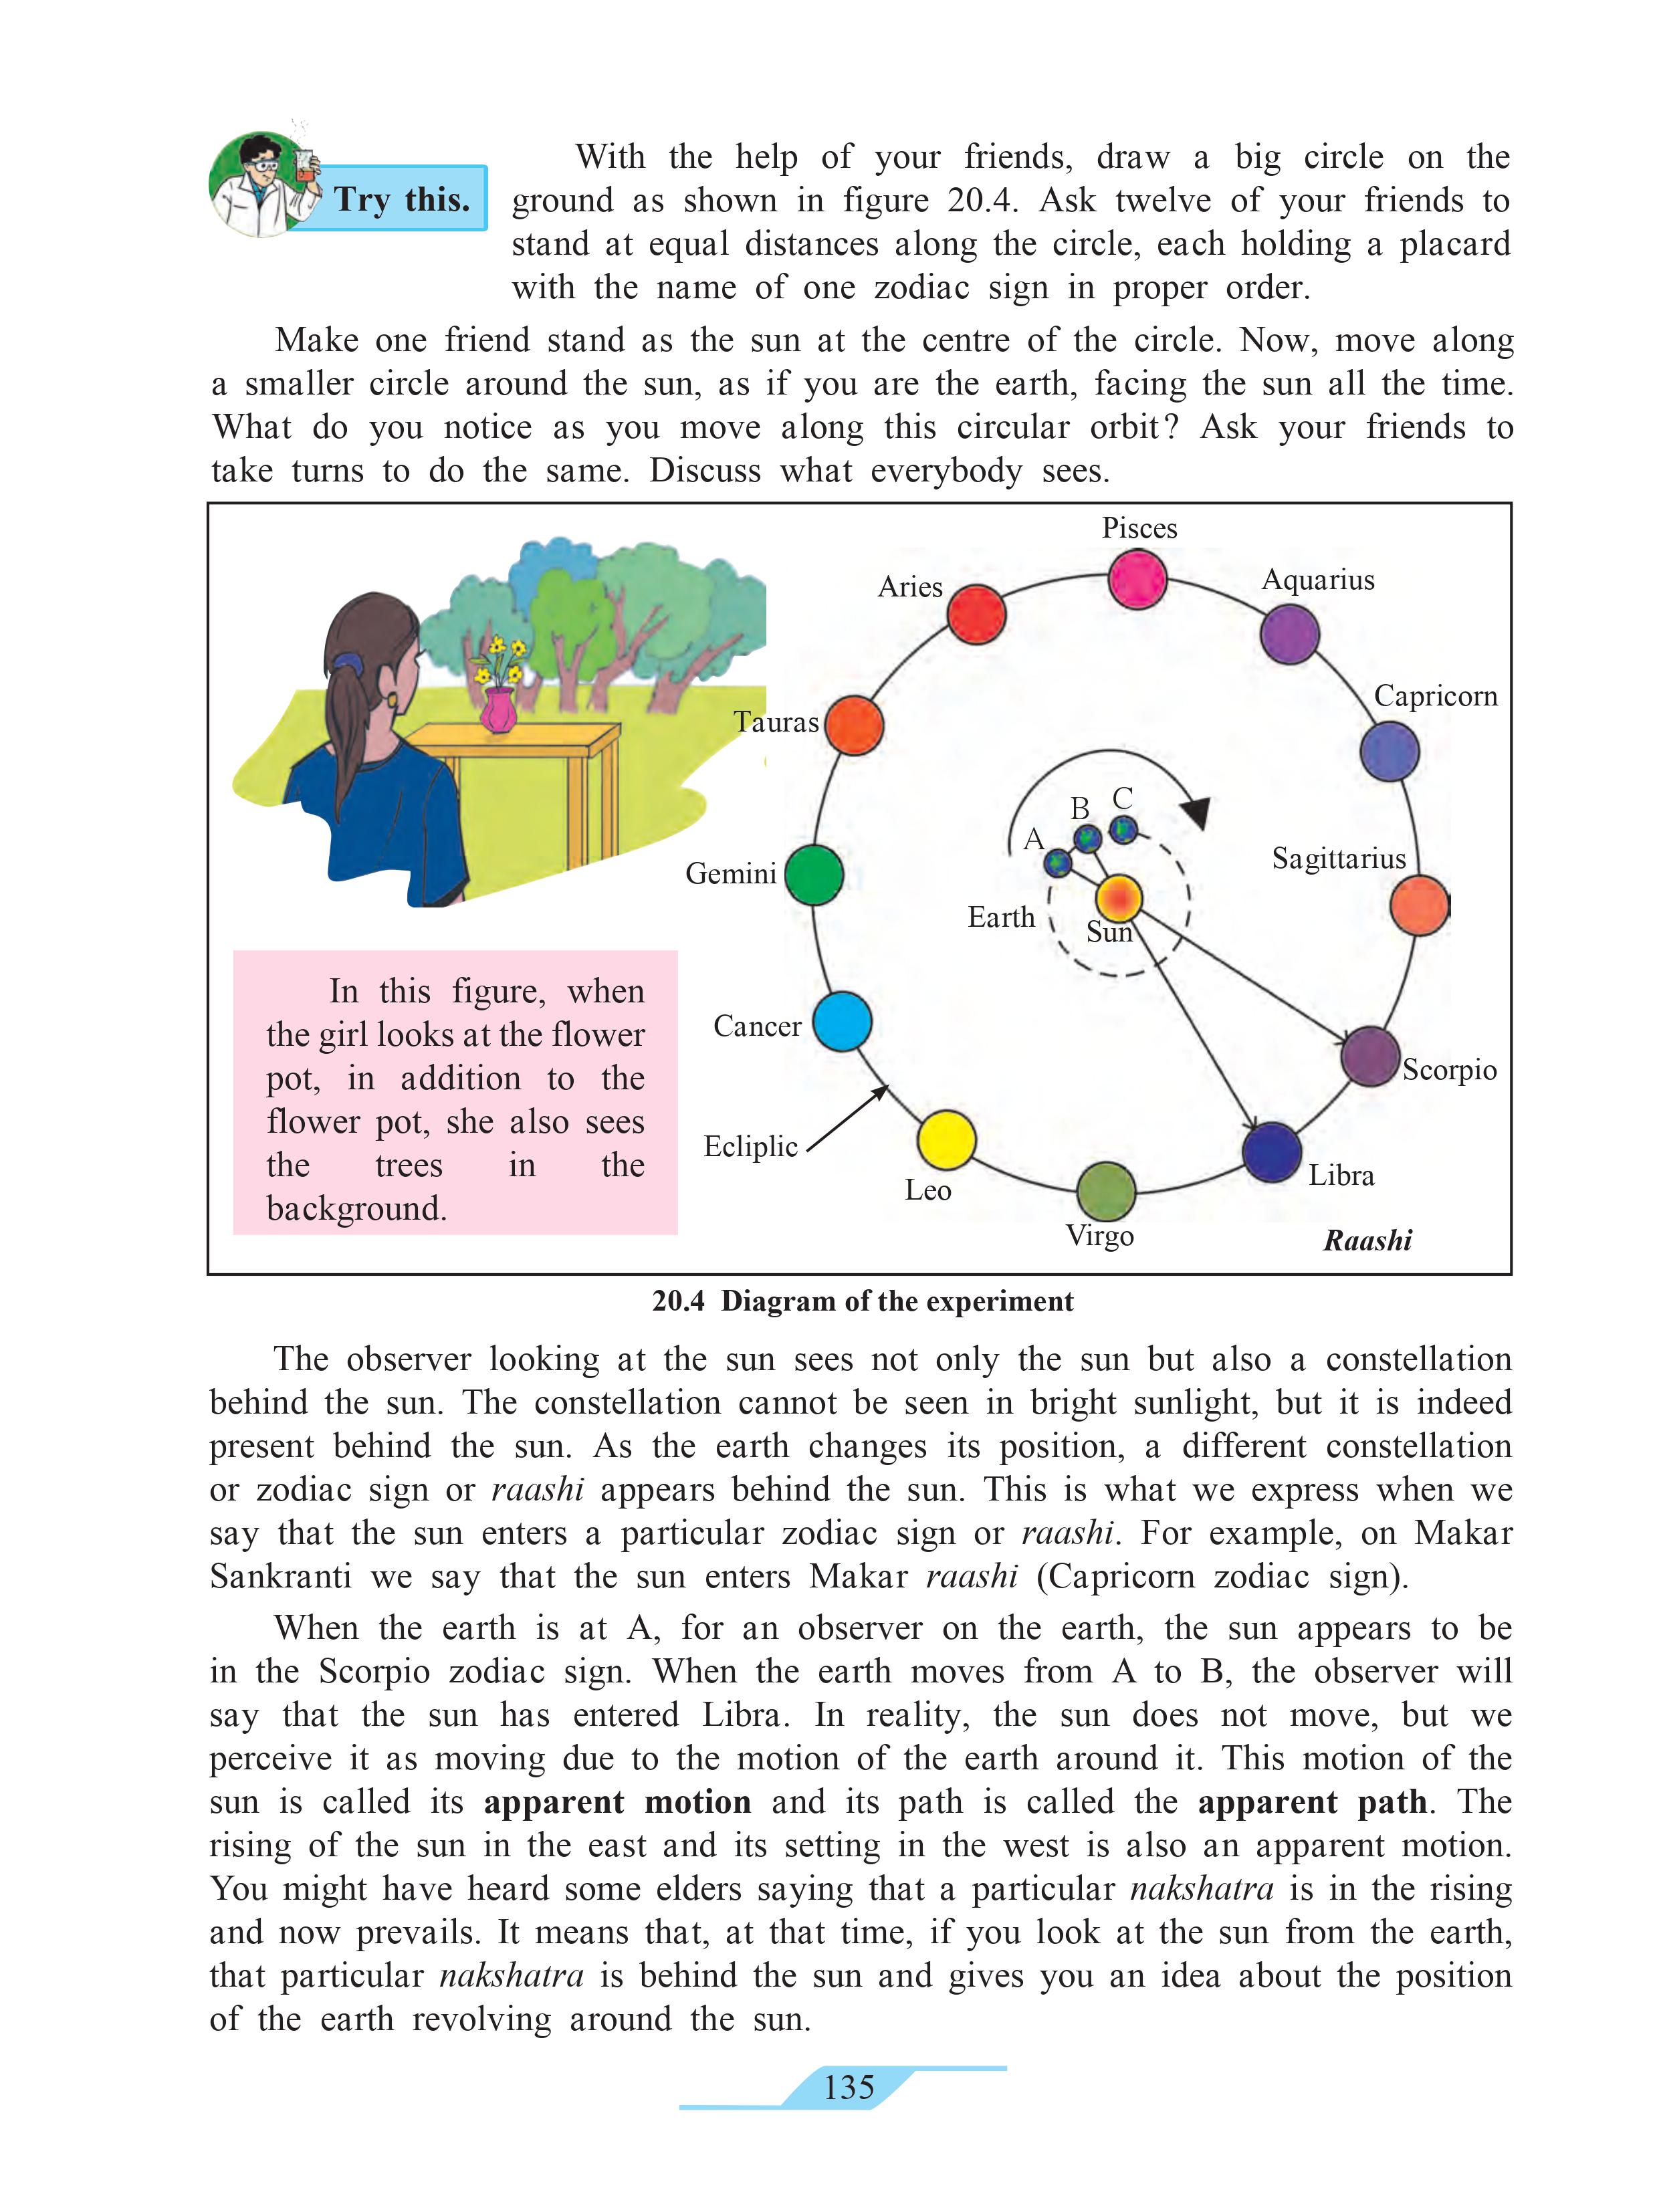 Try this.
With the help of your friends, draw a big circle on the
ground as shown in figure 20.4. Ask twelve of your friends to
stand at equal distances along the circle, each holding a placard
with the name of one zodiac sign in proper order.
Make one friend stand as the sun at the centre of the circle. Now, move along
a smaller circle around the sun, as if you are the earth, facing the sun all the time.
What do you notice as you move along this circular orbit? Ask your friends to
take turns to do the same. Discuss what everybody sees.
Pisces
Aries
Aquarius
Capricorn
Tauras
C
B
A
Sagittarius
Gemini
Earth
Sun
In this figure, when
the girl looks at the flower
pot, in addition to the
flower pot, she also sees
the trees in the
background.
Cancer
Scorpio
Ecliplic
Libra
Leo
Virgo
Raashi
20.4 Diagram of the experiment
The observer looking at the sun sees not only the sun but also a constellation
behind the sun. The constellation cannot be seen in bright sunlight, but it is indeed
present behind the sun. As the earth changes its position, a different constellation
or zodiac sign or raashi appears behind the sun. This is what we express when we
say that the sun enters a particular zodiac sign or raashi. For example, on Makar
Sankranti we say that the sun enters Makar raashi (Capricorn zodiac sign).
When the earth is at A, for an observer on the earth, the sun appears to be
in the Scorpio zodiac sign. When the earth moves from A to B, the observer will
say that the sun has entered Libra. In reality, the sun does not move, but we
perceive it as moving due to the motion of the earth around it. This motion of the
sun is called its apparent motion and its path is called the apparent path. The
rising of the sun in the east and its setting in the west is also an apparent motion.
You might have heard some elders saying that a particular nakshatra is in the rising
and now prevails. It means that, at that time, if you look at the sun from the earth,
that particular nakshatra is behind the sun and gives you an idea about the position
of the earth revolving around the sun.
135